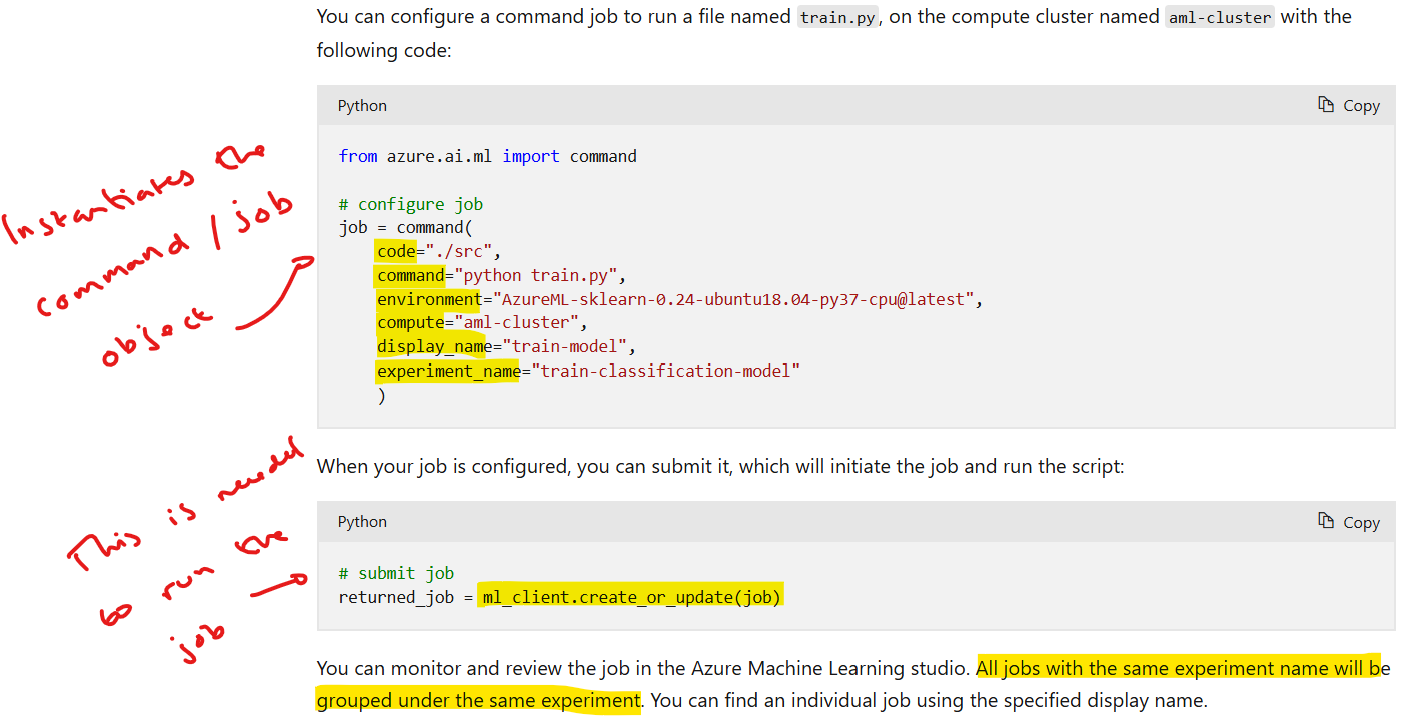 You can configure a command job to run a file named train.py, on the compute cluster named aml-cluster with the
following code:
Python
Copy
from azure.ai.ml import command
# configure job
job = command(
code="./src",
command="python train.py",
environment="AzureML-sklearn-0.24-ubuntu18.04-py37-cpu@latest",
compute="aml-cluster",
display_name="train-model",
experiment_name="train-classification-model"
)
Instantiates the
command / job
object
When your job is configured, you can submit it, which will initiate the job and run the script:
Python
Copy
# submit job
returned_job = ml_client.create_or_update(job)
This is needed
to run the
job
You can monitor and review the job in the Azure Machine Learning studio. All jobs with the same experiment name will be
grouped under the same experiment. You can find an individual job using the specified display name.